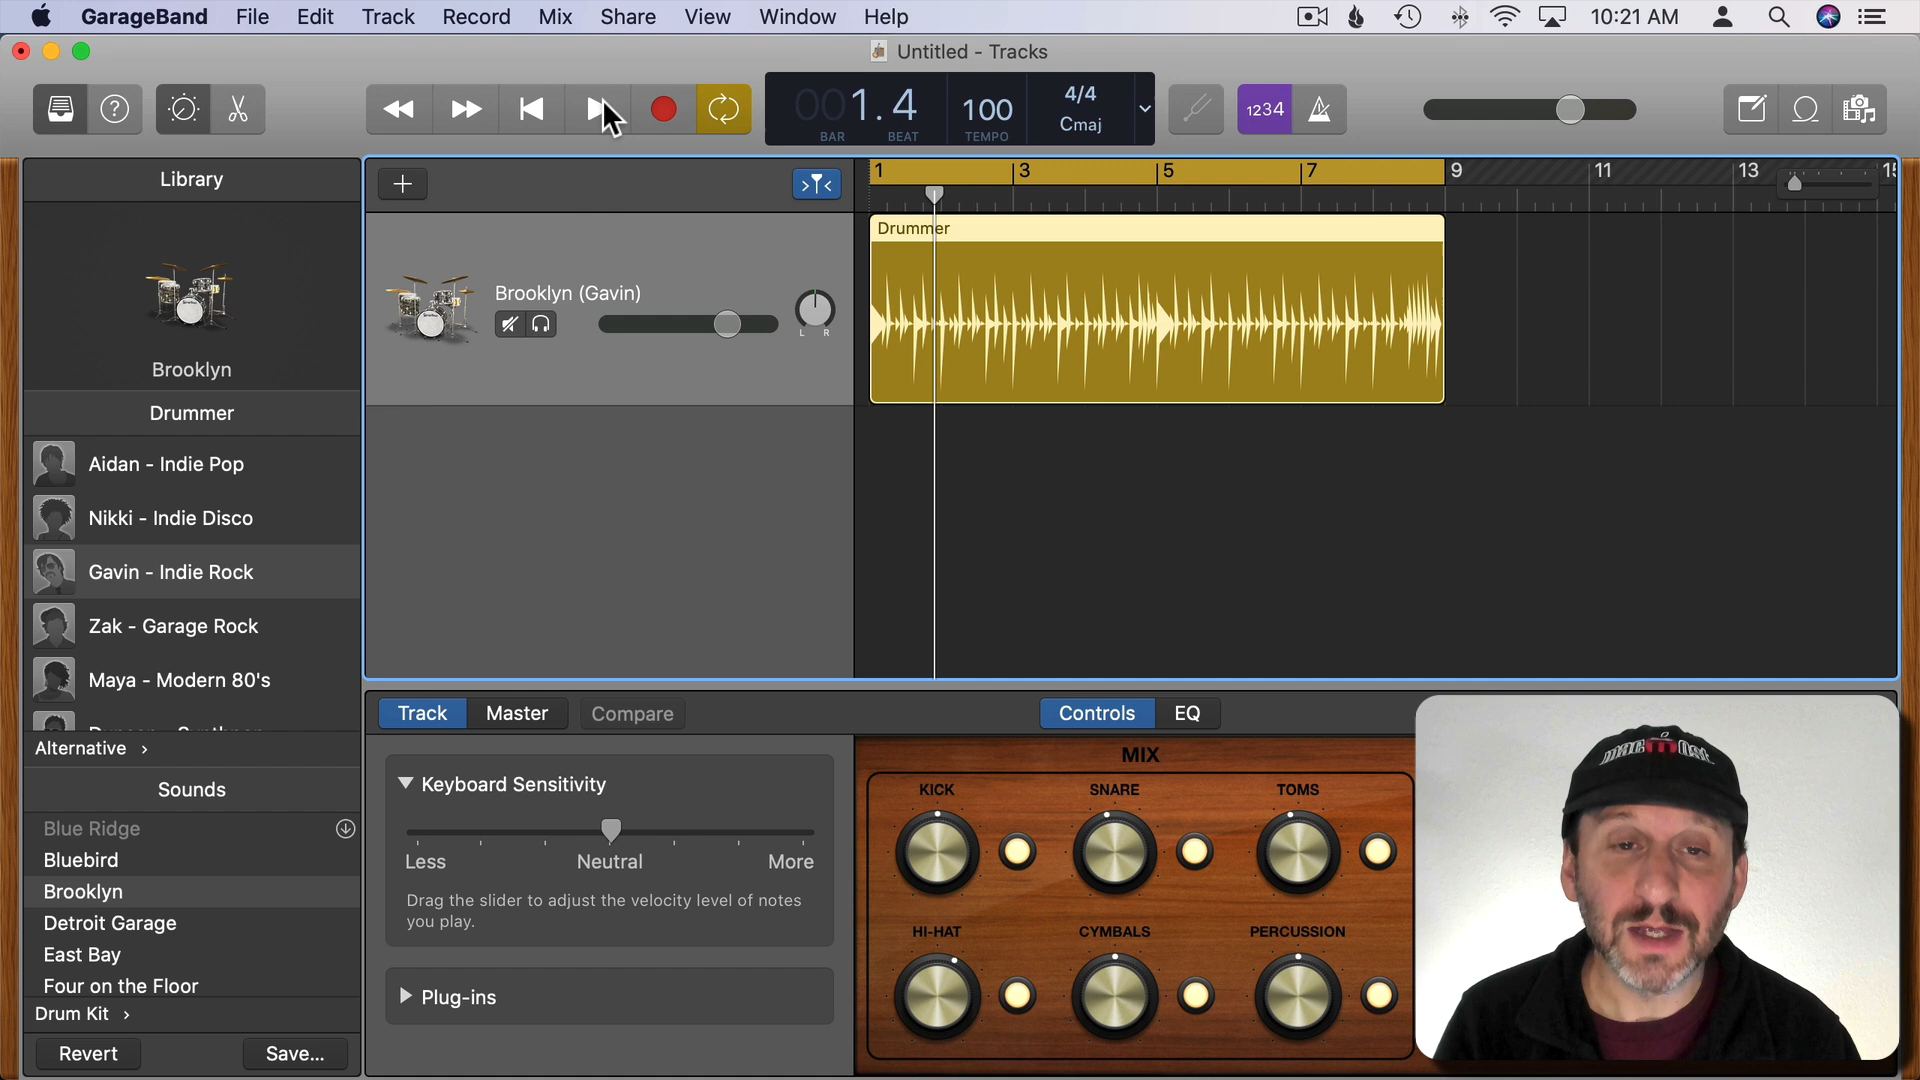 GarageBand File Edit Track Record Mix Share View Window Help 10:21 AM
Untitled - Tracks
001.4 100 4/4 Cmaj 1234
BAR BEAT TEMPO
Library
1 3 5 7 9 11 13 15
Drummer
Brooklyn (Gavin)
L R
Brooklyn
Drummer
Aidan - Indie Pop
Nikki - Indie Disco
Gavin - Indie Rock
Zak - Garage Rock
Maya - Modern 80's
Alternative
Sounds
Blue Ridge
Bluebird
Brooklyn
Detroit Garage
East Bay
Four on the Floor
Drum Kit
Revert Save...
Track Master Compare Controls EQ
Keyboard Sensitivity
Less Neutral More
Drag the slider to adjust the velocity level of notes
you play.
Plug-ins
MIX
KICK SNARE TOMS
HI-HAT CYMBALS PERCUSSION
macmost